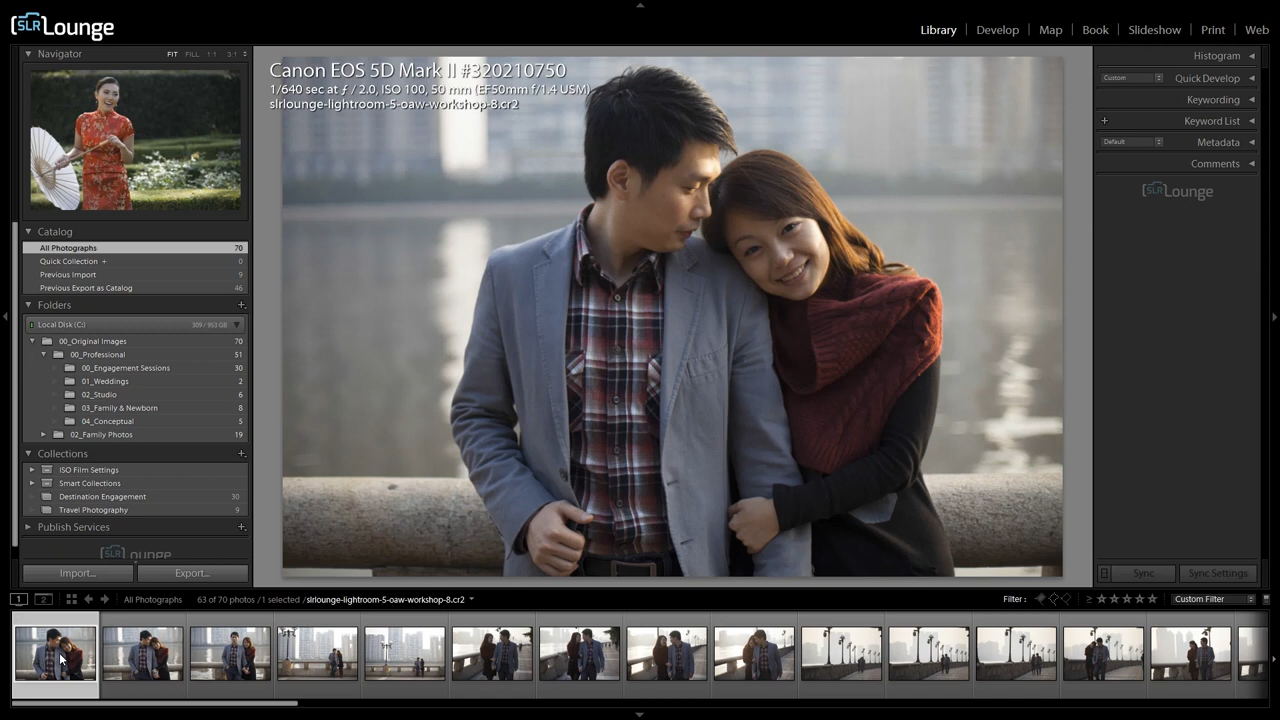 SLR Lounge
Library | Develop | Map | Book | Slideshow | Print | Web
Navigator FIT FILL 1:1 3:1
Canon EOS 5D Mark II #320210750
1/640 sec at ƒ / 2.0, ISO 100, 50 mm (EF50mm f/1.4 USM)
slrlounge-lightroom-5-oaw-workshop-8.cr2
Histogram
Custom Quick Develop
Keywording
+ Keyword List
Default Metadata
Comments
SLR Lounge
Catalog
All Photographs 70
Quick Collection + 0
Previous Import 9
Previous Export as Catalog 46
Folders +
Local Disk (C:) 309 / 953 GB
00_Original Images 70
00_Professional 51
00_Engagement Sessions 30
01_Weddings 2
02_Studio 6
03_Family & Newborn 8
04_Conceptual 5
02_Family Photos 19
Collections +
ISO Film Settings
Smart Collections
Destination Engagement 30
Travel Photography 9
Publish Services +
SLR Lounge
Import... Export...
Sync Sync Settings
1 2 All Photographs 63 of 70 photos /1 selected /slrlounge-lightroom-5-oaw-workshop-8.cr2 Filter : ≥ ★★★★★ Custom Filter